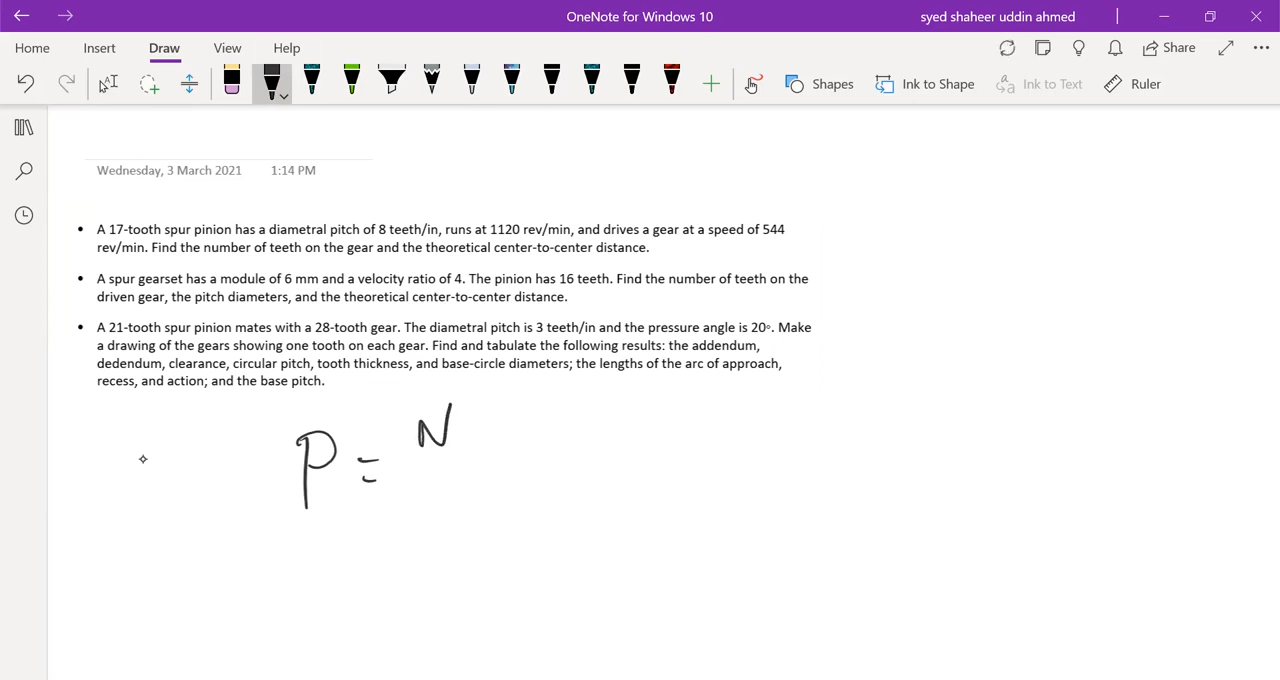 OneNote for Windows 10
syed shaheer uddin ahmed
Home Insert Draw View Help
Share
Shapes Ink to Shape Ink to Text Ruler
Wednesday, 3 March 2021 1:14 PM
• A 17-tooth spur pinion has a diametral pitch of 8 teeth/in, runs at 1120 rev/min, and drives a gear at a speed of 544
rev/min. Find the number of teeth on the gear and the theoretical center-to-center distance.
• A spur gearset has a module of 6 mm and a velocity ratio of 4. The pinion has 16 teeth. Find the number of teeth on the
driven gear, the pitch diameters, and the theoretical center-to-center distance.
• A 21-tooth spur pinion mates with a 28-tooth gear. The diametral pitch is 3 teeth/in and the pressure angle is 20◦. Make
a drawing of the gears showing one tooth on each gear. Find and tabulate the following results: the addendum,
dedendum, clearance, circular pitch, tooth thickness, and base-circle diameters; the lengths of the arc of approach,
recess, and action; and the base pitch.
P = N